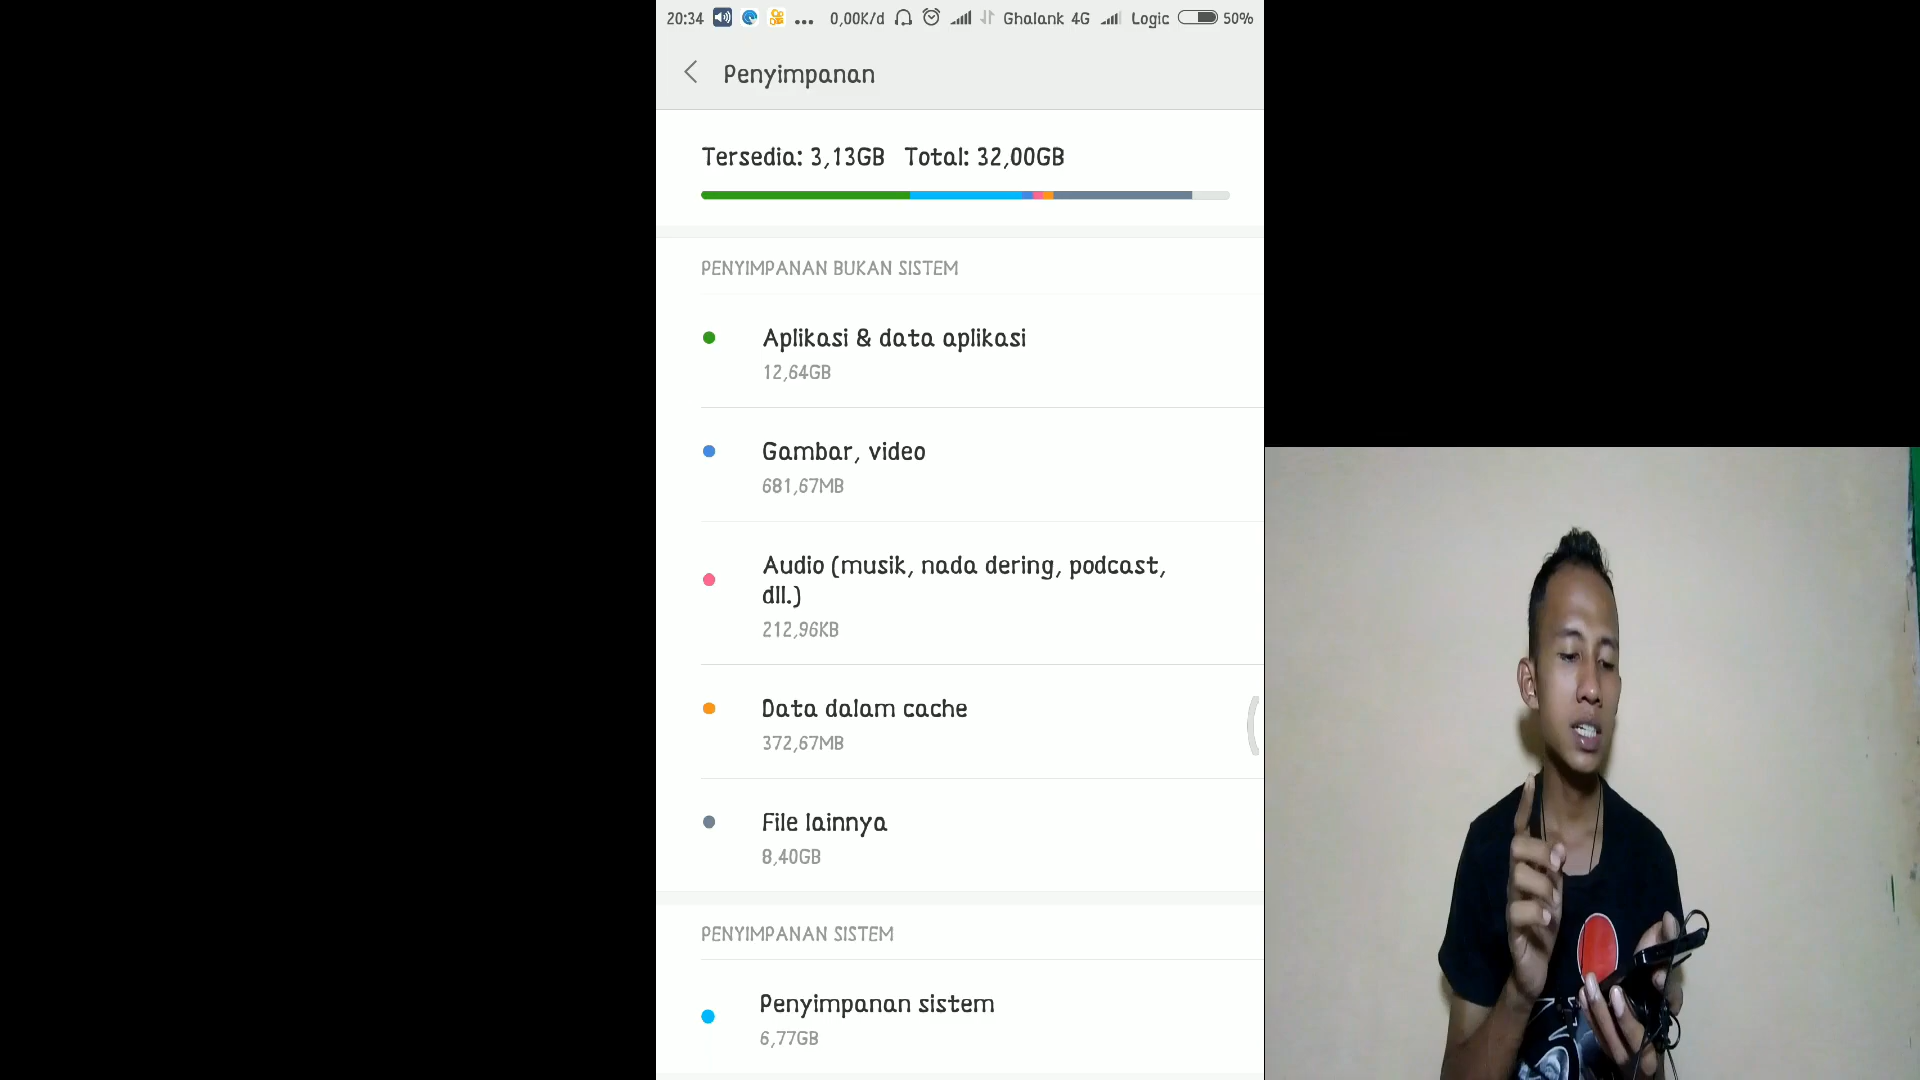 20:34 ... 0,00K/d Ghalank 4G Logic 50%
Penyimpanan
Tersedia: 3,13GB Total: 32,00GB
PENYIMPANAN BUKAN SISTEM
Aplikasi & data aplikasi
12,64GB
Gambar, video
681,67MB
Audio (musik, nada dering, podcast,
dll.)
212,96KB
Data dalam cache
372,67MB
File lainnya
8,40GB
PENYIMPANAN SISTEM
Penyimpanan sistem
6,77GB